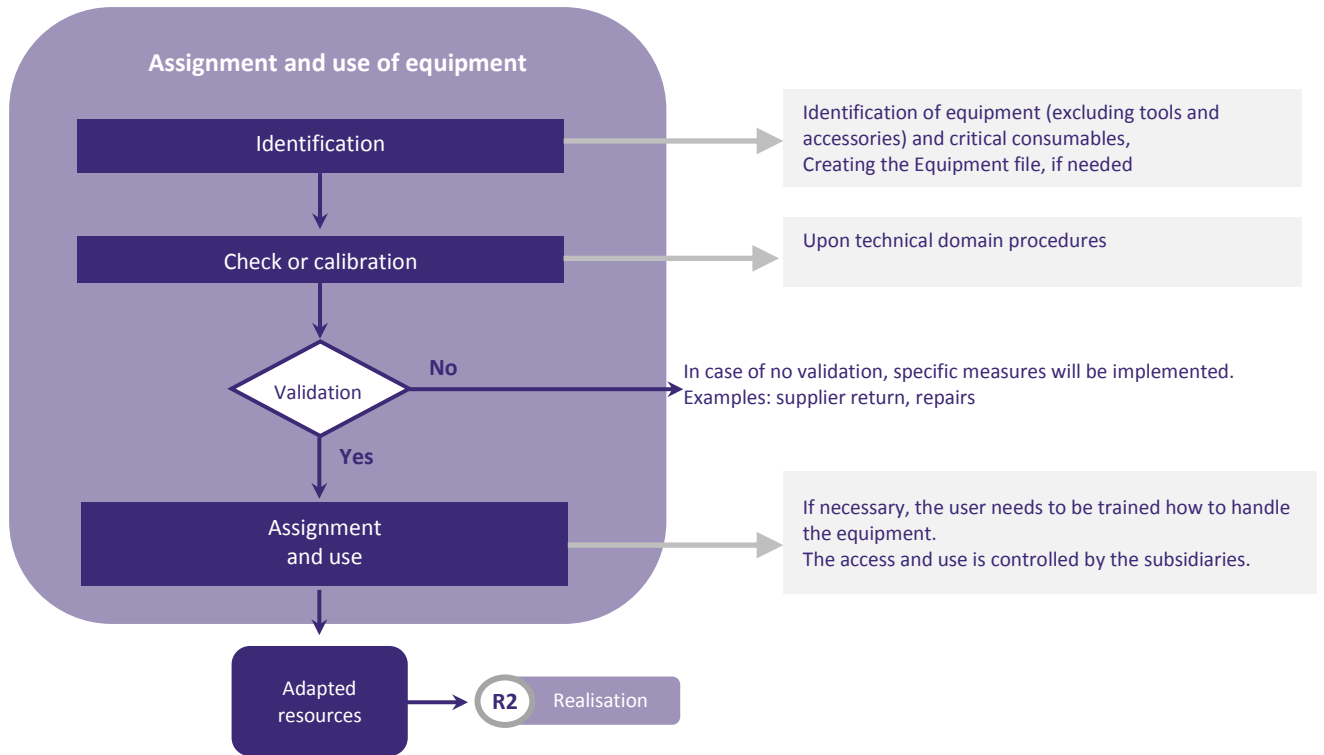 Assignment and use of equipment
Identification
Identification of equipment (excluding tools and
accessories) and critical consumables,
Creating the Equipment file, if needed
Check or calibration
Upon technical domain procedures
Validation
No
In case of no validation, specific measures will be implemented.
Examples: supplier return, repairs
Yes
Assignment
and use
If necessary, the user needs to be trained how to handle
the equipment.
The access and use is controlled by the subsidiaries.
Adapted
resources
R2
Realisation